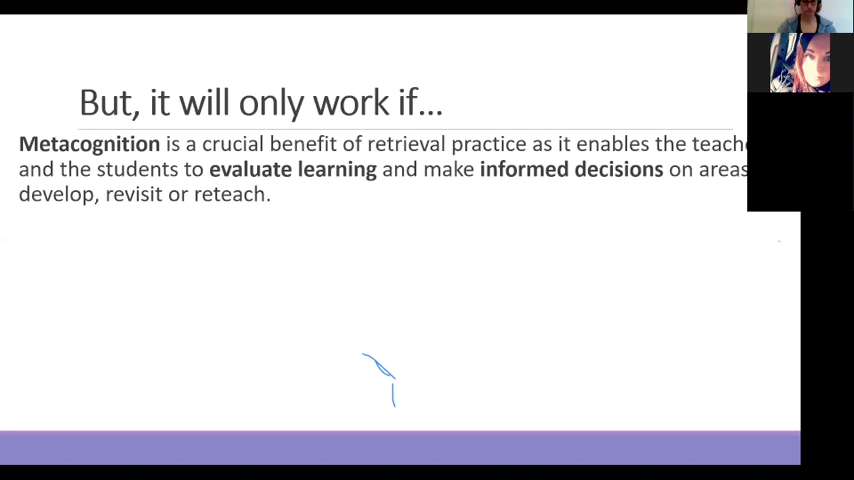 But, it will only work if...
Metacognition is a crucial benefit of retrieval practice as it enables the teache
and the students to evaluate learning and make informed decisions on areas
develop, revisit or reteach.